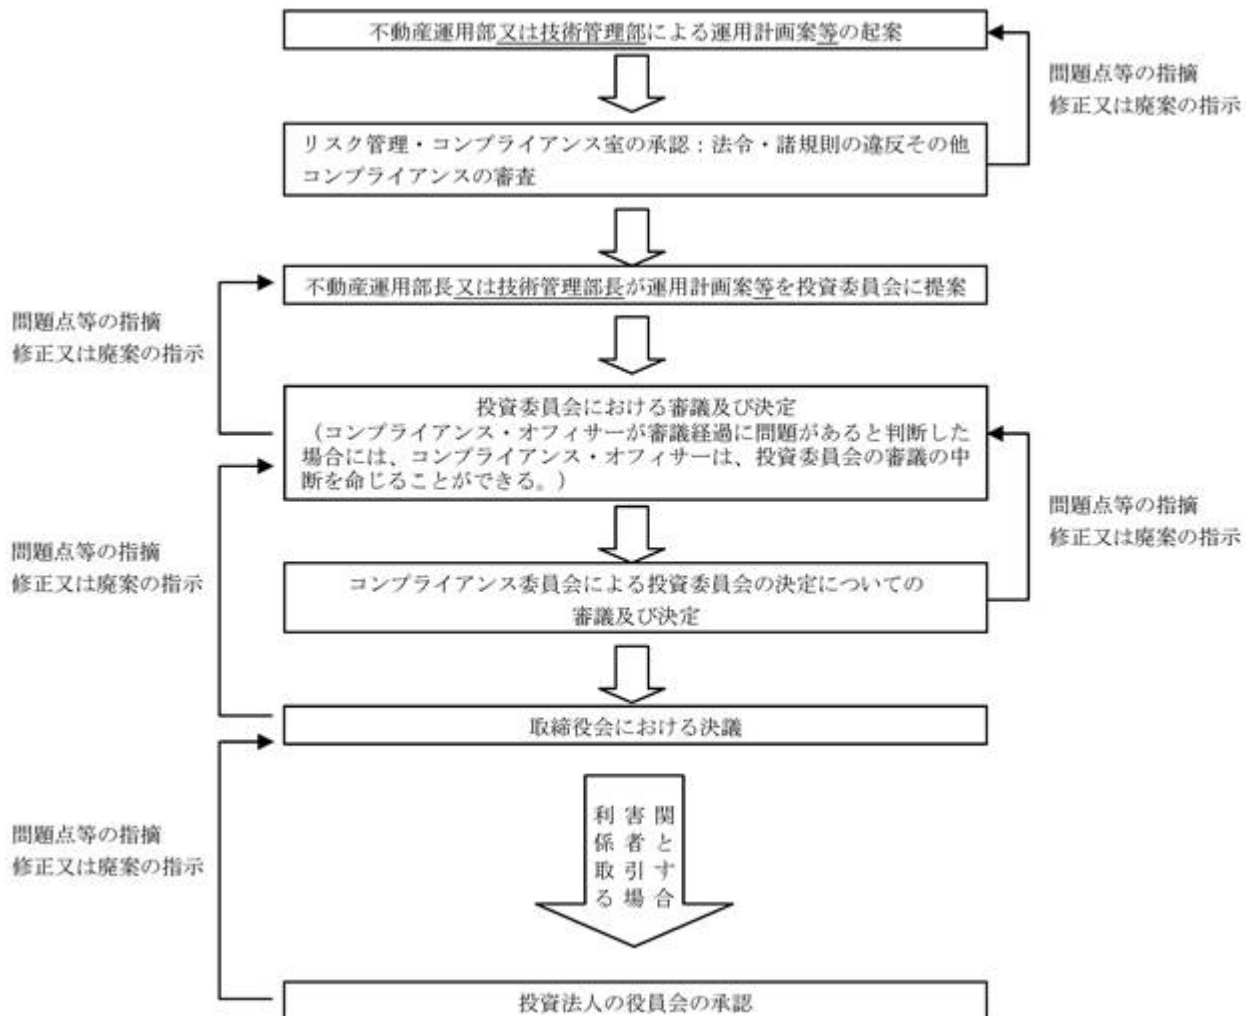 不動産運用部又は技術管理部による運用計画案等の起案
問題点等の指摘
修正又は廃案の指示
リスク管理・コンプライアンス室の承認：法令・諸規則の違反その他
コンプライアンスの審査
不動産運用部長又は技術管理部長が運用計画案等を投資委員会に提案
問題点等の指摘
修正又は廃案の指示
投資委員会における審議及び決定
（コンプライアンス・オフィサーが審議経過に問題があると判断した
場合には、コンプライアンス・オフィサーは、投資委員会の審議の中
断を命じることができる。）
問題点等の指摘
修正又は廃案の指示
問題点等の指摘
修正又は廃案の指示
コンプライアンス委員会による投資委員会の決定についての
審議及び決定
取締役会における決議
利害関
係者と
取引す
る場合
問題点等の指摘
修正又は廃案の指示
投資法人の役員会の承認